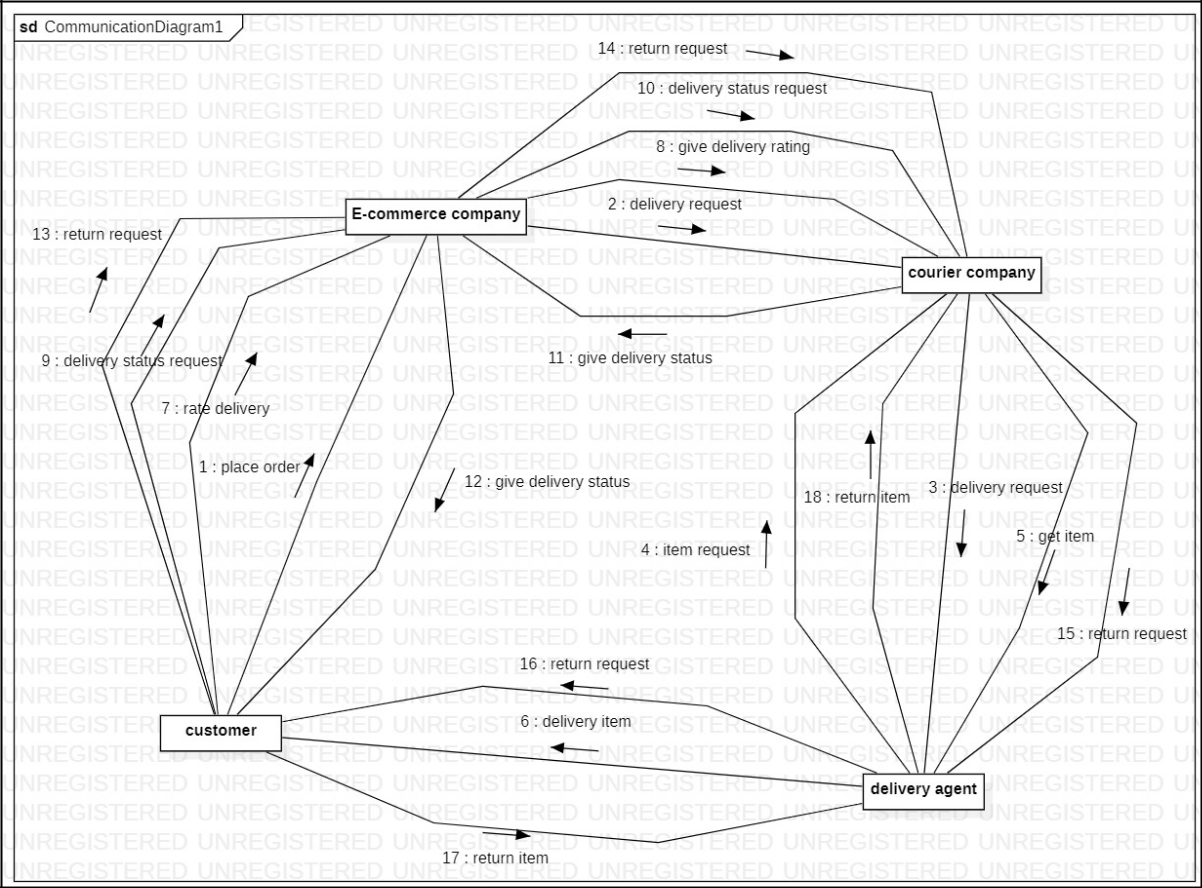 sd CommunicationDiagram1
14 : return request
10 : delivery status request
8 : give delivery rating
2 : delivery request
E-commerce company
13 : return request
courier company
11 : give delivery status
9 : delivery status request
7 : rate delivery
1 : place order
12 : give delivery status
18 : return item
3 : delivery request
5 : get item
4 : item request
15 : return request
16 : return request
6 : delivery item
customer
delivery agent
17 : return item
UNREGISTERED